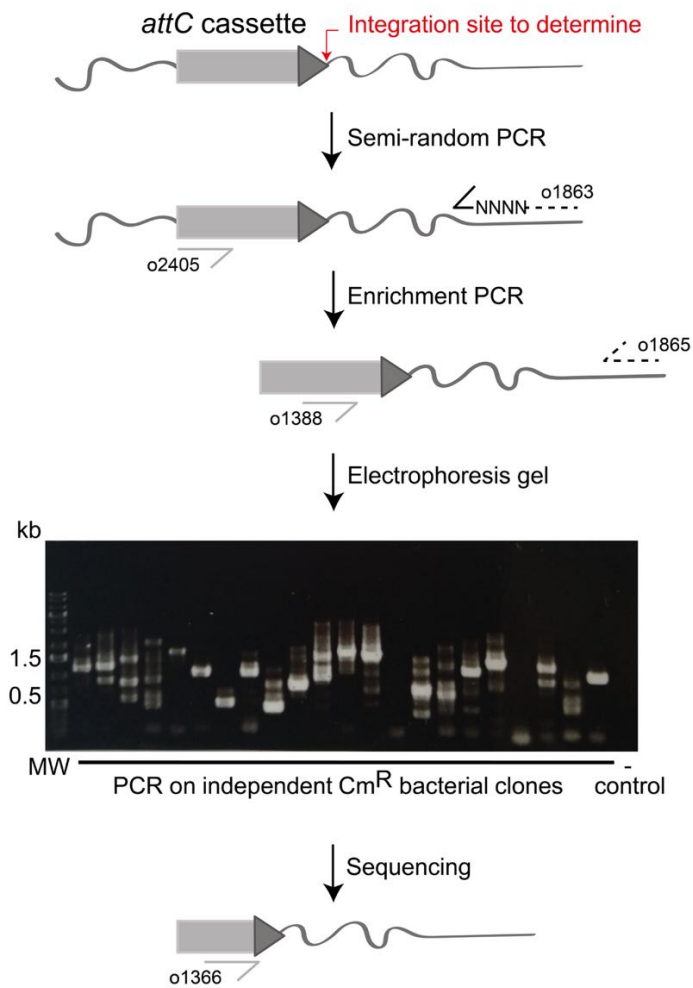 attC cassette
Integration site to determine
Semi-random PCR
NNNN
o1863
o2405
Enrichment PCR
o1865
o1388
Electrophoresis gel
kb
1.5
0.5
MW
-
PCR on independent CmR bacterial clones
control
Sequencing
o1366